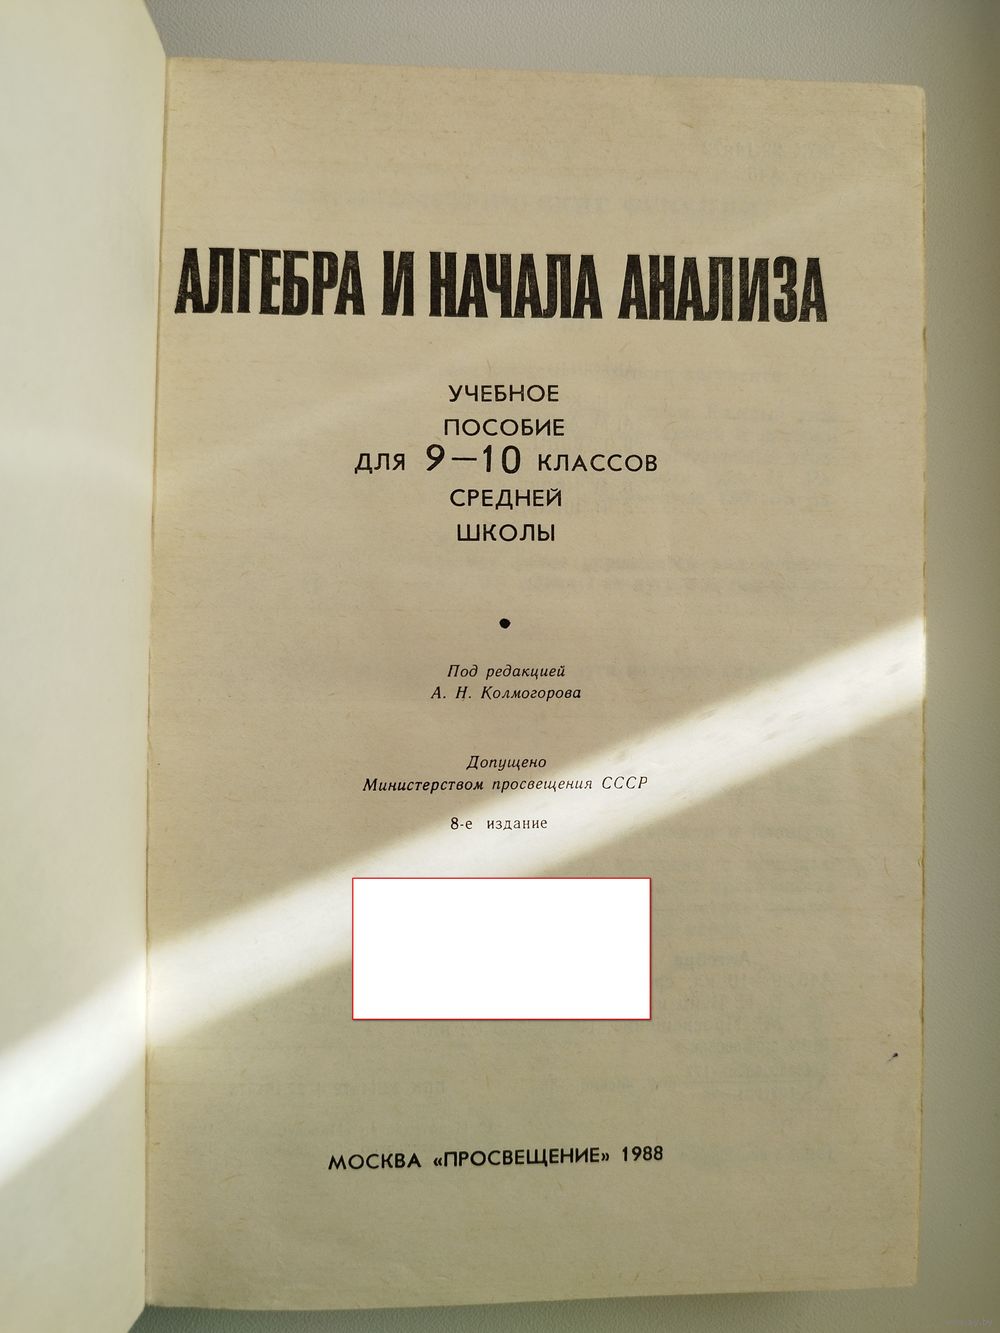 АЛГЕБРА И НАЧАЛА АНАЛИЗА
УЧЕБНОЕ
ПОСОБИЕ
ДЛЯ 9—10 КЛАССОВ
СРЕДНЕЙ
ШКОЛЫ
•
Под редакцией
А. Н. Колмогорова
Допущено
Министерством просвещения СССР
8-е издание
МОСКВА «ПРОСВЕЩЕНИЕ» 1988